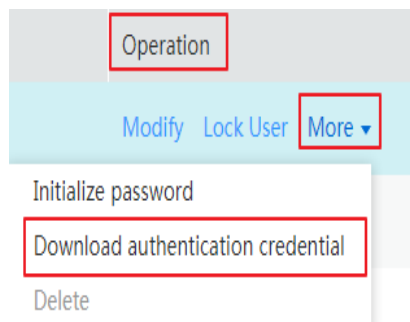 Operation
Modify Lock User More
Initialize password
Download authentication credential
Delete